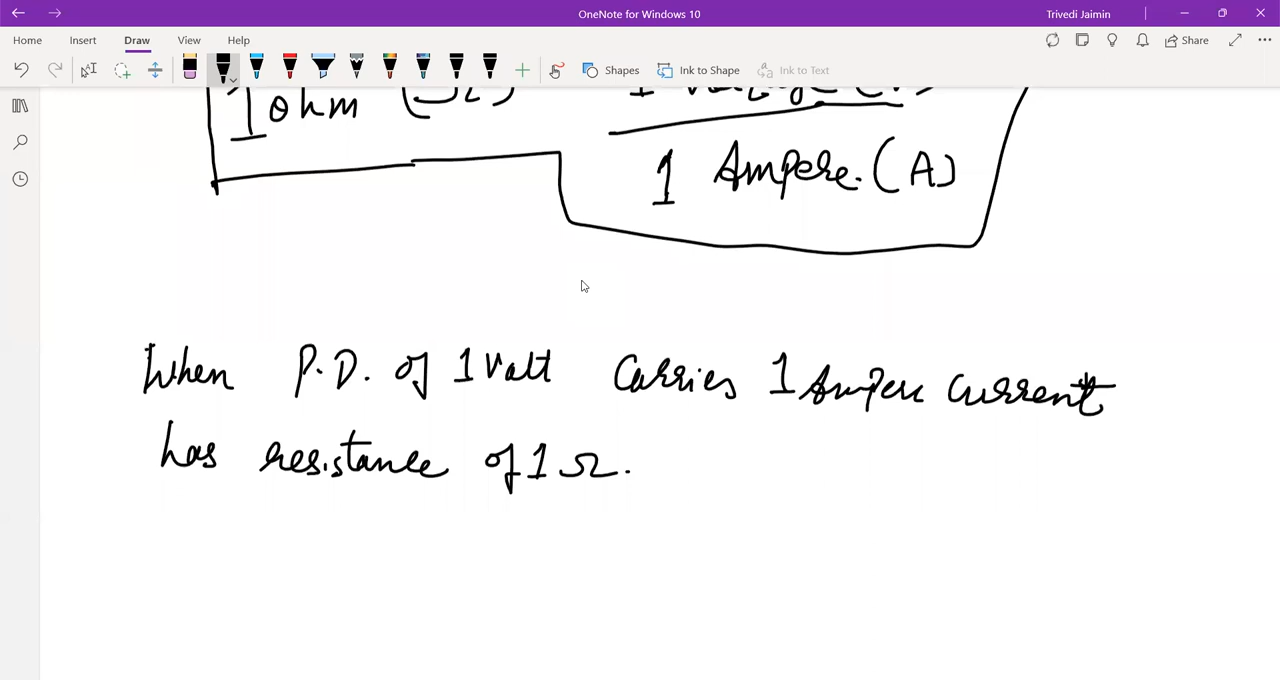 OneNote for Windows 10
Trivedi Jaimin
Home Insert Draw View Help
Share
Shapes Ink to Shape Ink to Text
1 ohm (Ω)
1 Ampere. (A)
When P.D. of 1 Volt Carries 1 Ampere Current
has resistance of 1 Ω.